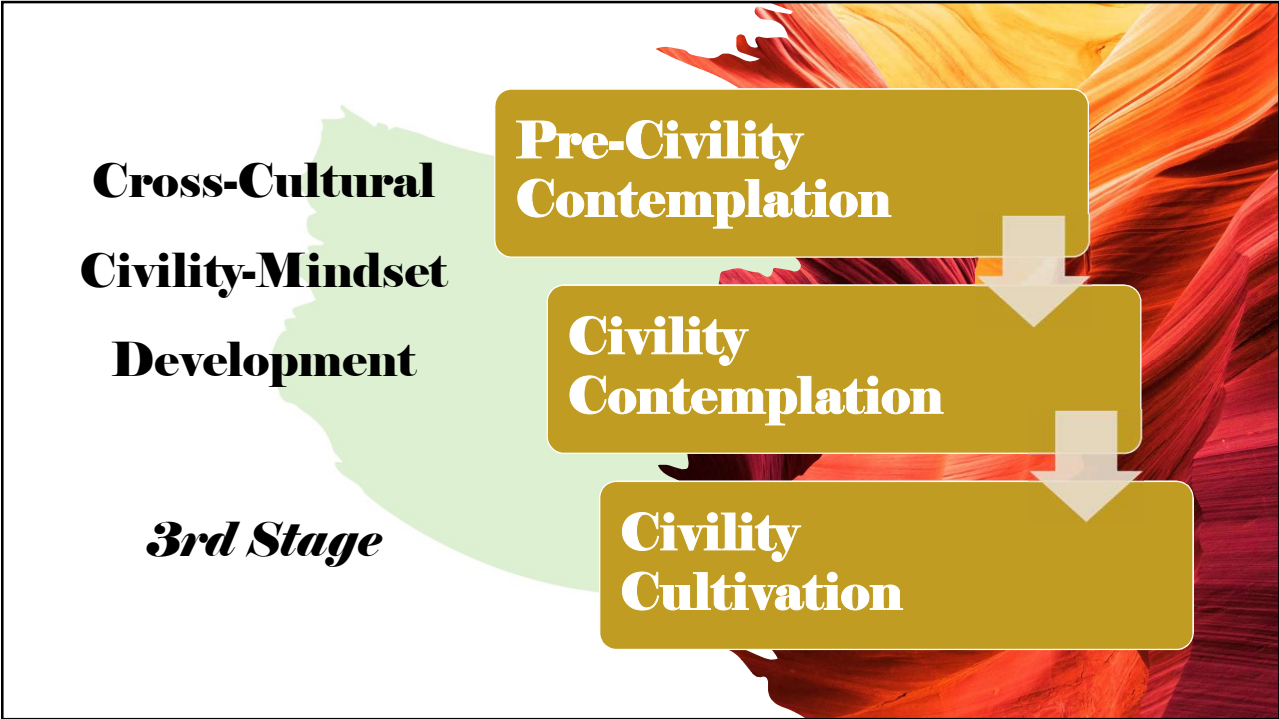 Cross-Cultural
Civility-Mindset
Development
3rd Stage
Pre-Civility
Contemplation
Civility
Contemplation
Civility
Cultivation